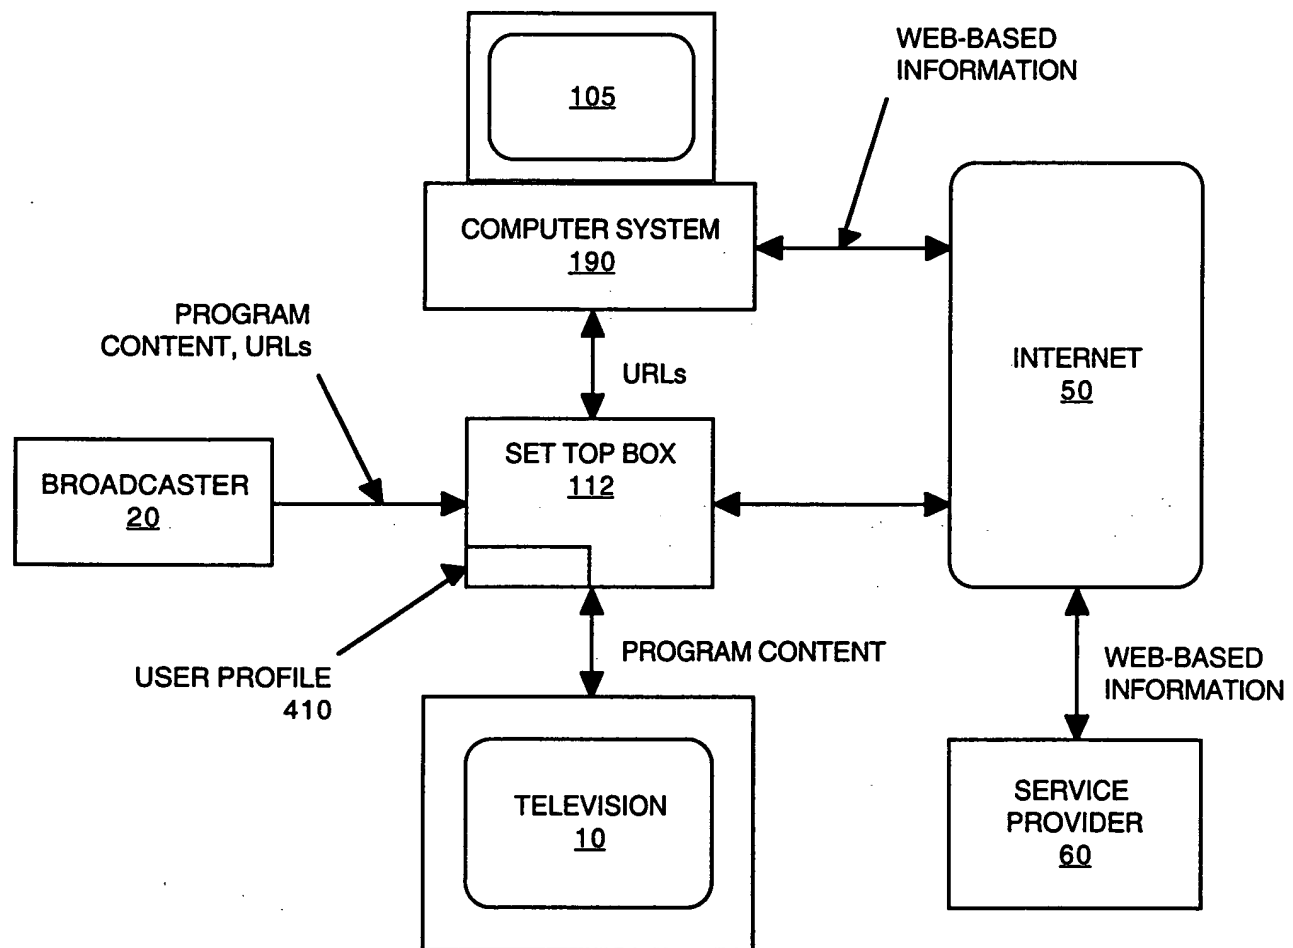 WEB-BASED
INFORMATION
105
COMPUTER SYSTEM
190
PROGRAM
CONTENT, URLs
URLs
INTERNET
50
BROADCASTER
20
SET TOP BOX
112
USER PROFILE
410
PROGRAM CONTENT
WEB-BASED
INFORMATION
TELEVISION
10
SERVICE
PROVIDER
60